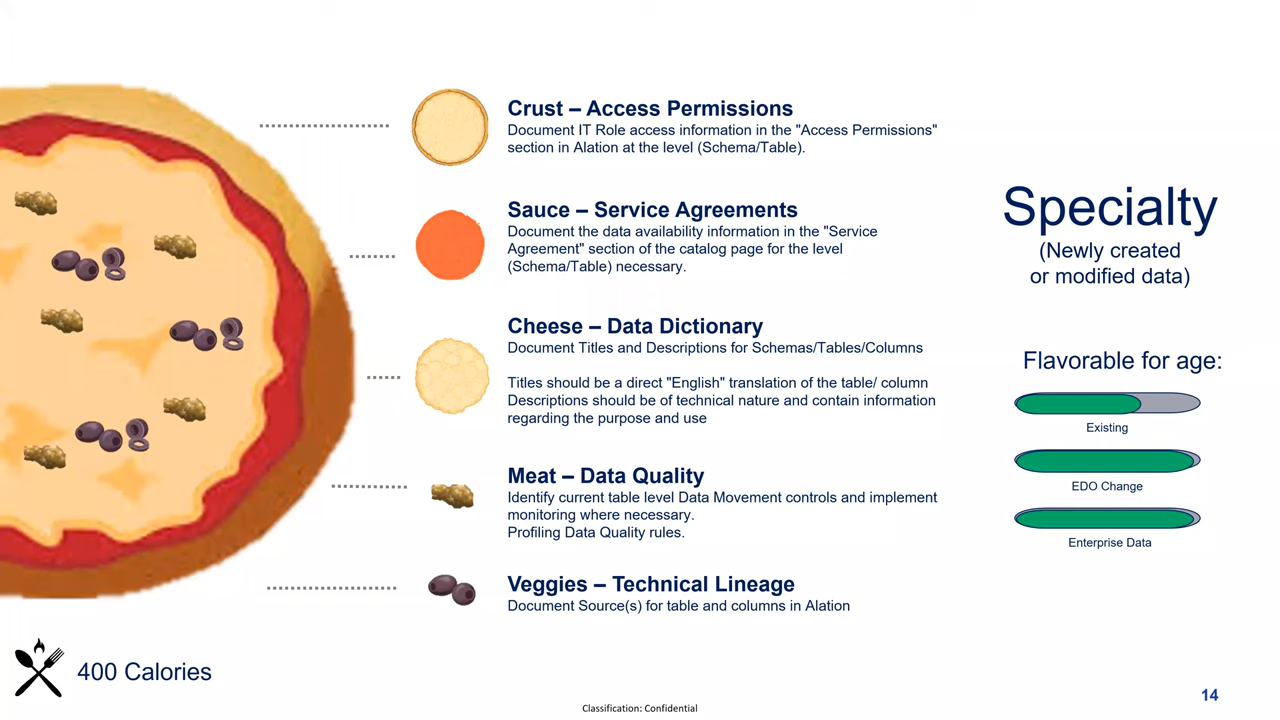 Crust – Access Permissions
Document IT Role access information in the "Access Permissions"
section in Alation at the level (Schema/Table).
Sauce – Service Agreements
Document the data availability information in the "Service
Agreement" section of the catalog page for the level
(Schema/Table) necessary.
Cheese – Data Dictionary
Document Titles and Descriptions for Schemas/Tables/Columns
Titles should be a direct "English" translation of the table/ column
Descriptions should be of technical nature and contain information
regarding the purpose and use
Meat – Data Quality
Identify current table level Data Movement controls and implement
monitoring where necessary.
Profiling Data Quality rules.
Veggies – Technical Lineage
Document Source(s) for table and columns in Alation
Specialty
(Newly created
or modified data)
Flavorable for age:
Existing
EDO Change
Enterprise Data
400 Calories
Classification: Confidential
14